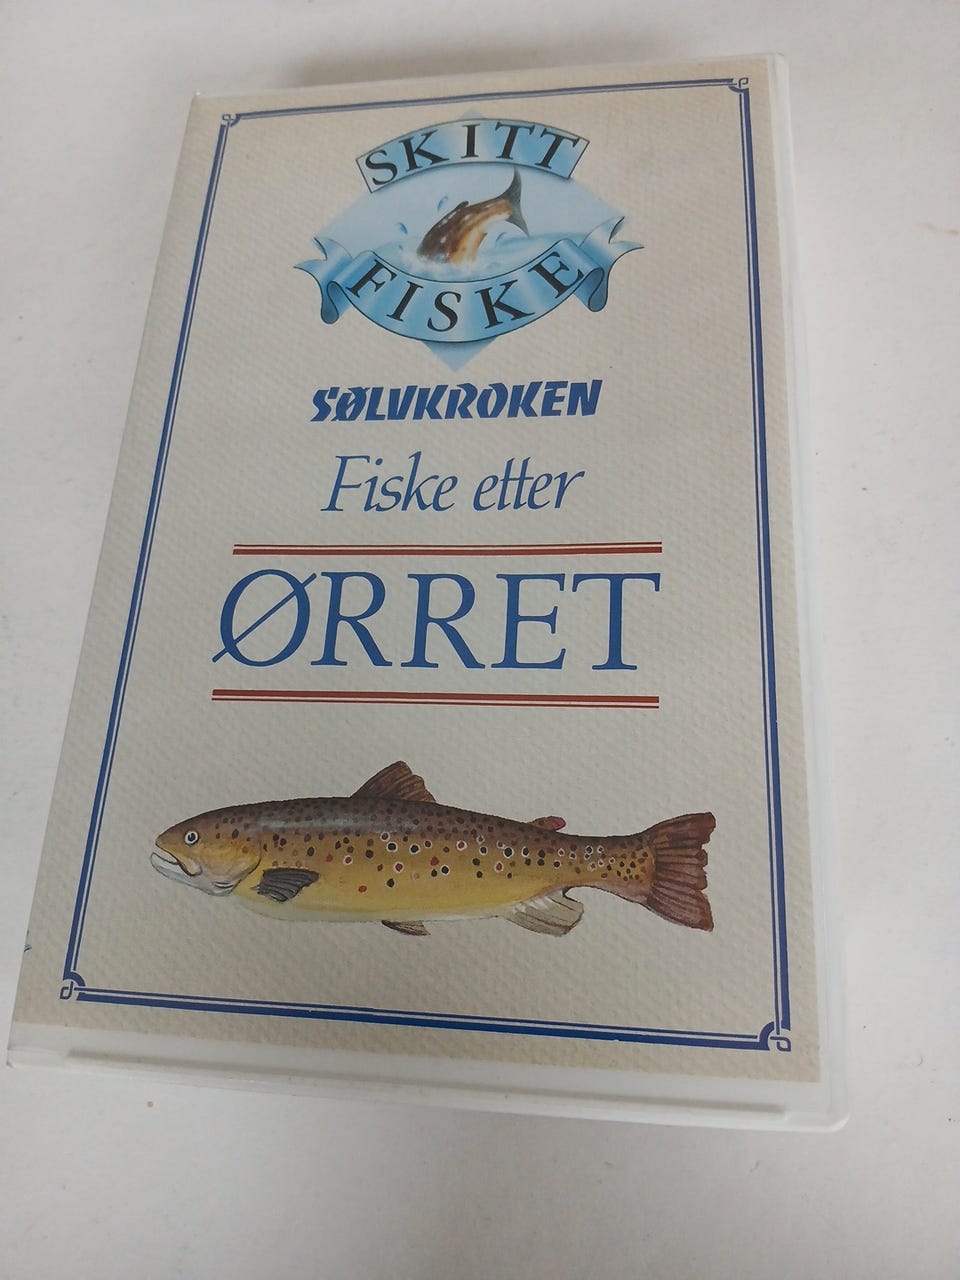 SKITT
FISKE
SØLVKROKEN
Fiske etter
ØRRET